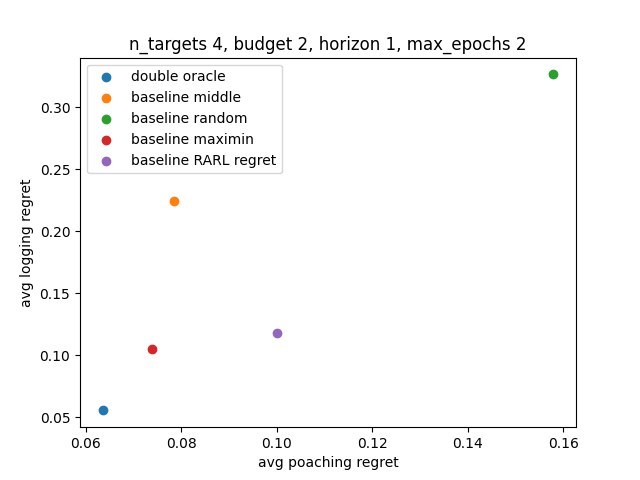 n_targets 4, budget 2, horizon 1, max_epochs 2
double oracle
baseline middle
baseline random
baseline maximin
baseline RARL regret
avg logging regret
0.30
0.25
0.20
0.15
0.10
0.05
0.06 0.08 0.10 0.12 0.14 0.16
avg poaching regret